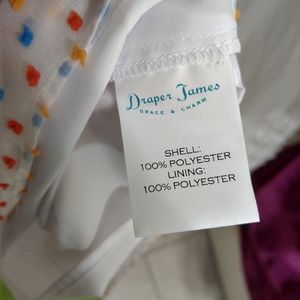 Draper James
GRACE & CHARM
SHELL:
100% POLYESTER
LINING:
100% POLYESTER